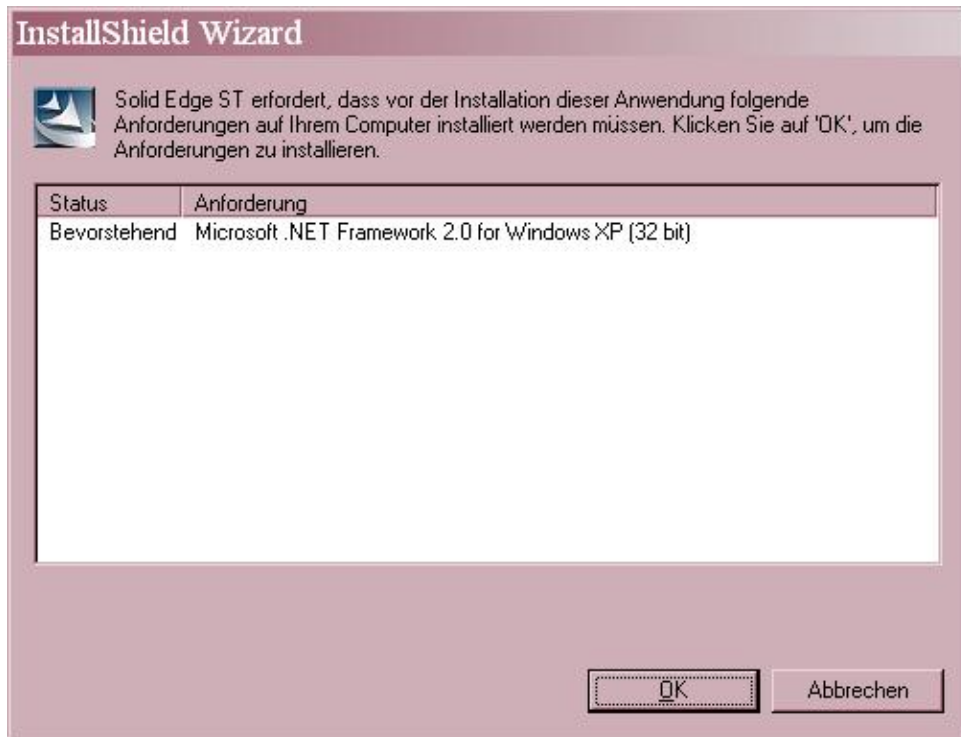 InstallShield Wizard
Solid Edge ST erfordert, dass vor der Installation dieser Anwendung folgende
Anforderungen auf Ihrem Computer installiert werden müssen. Klicken Sie auf 'OK', um die
Anforderungen zu installieren.
Status Anforderung
Bevorstehend Microsoft .NET Framework 2.0 for Windows XP (32 bit)
OK Abbrechen